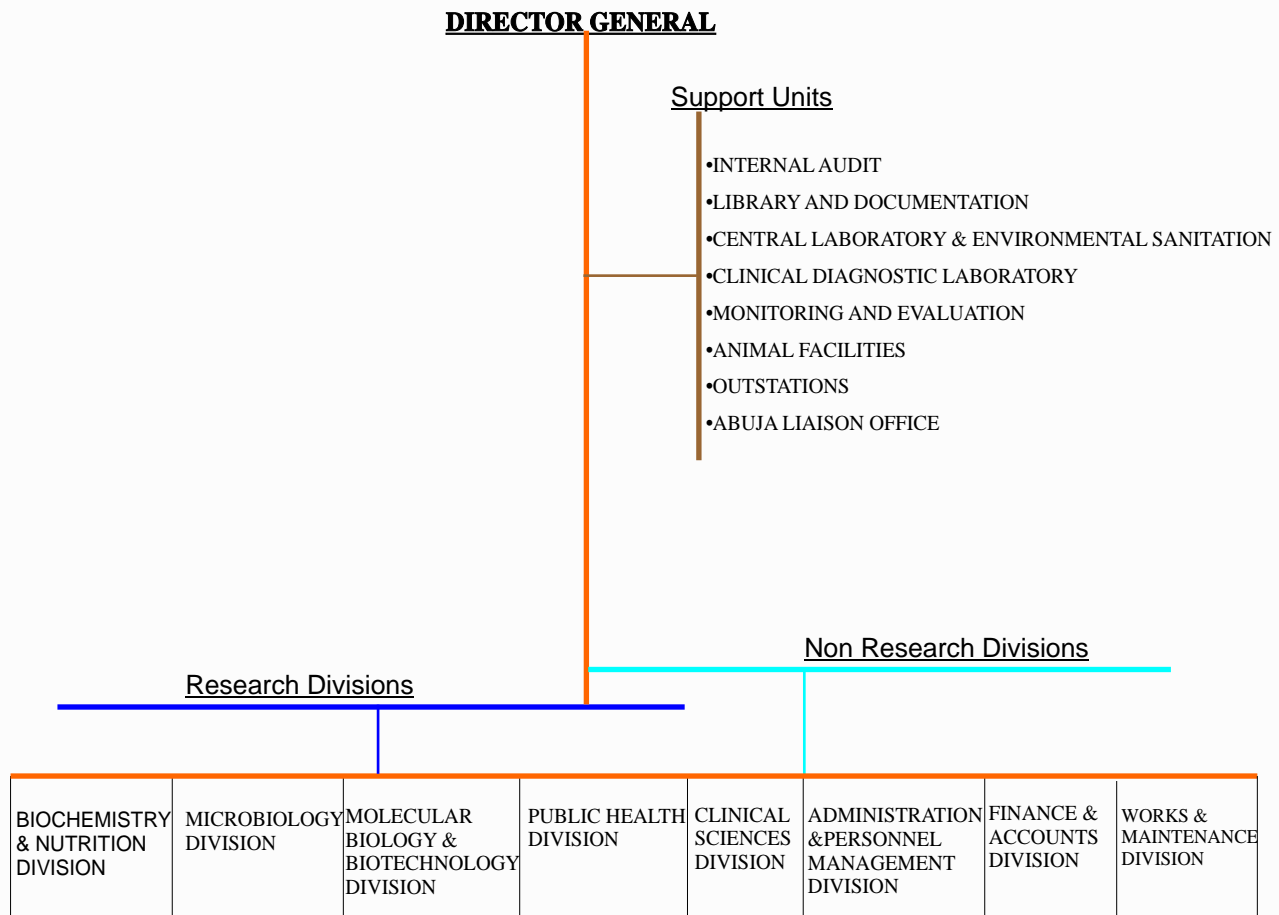 DIRECTOR GENERAL
Support Units
•INTERNAL AUDIT
•LIBRARY AND DOCUMENTATION
•CENTRAL LABORATORY & ENVIRONMENTAL SANITATION
•CLINICAL DIAGNOSTIC LABORATORY
•MONITORING AND EVALUATION
•ANIMAL FACILITIES
•OUTSTATIONS
•ABUJA LIAISON OFFICE
Non Research Divisions
Research Divisions
BIOCHEMISTRY
& NUTRITION
DIVISION
MICROBIOLOGY
DIVISION
MOLECULAR
BIOLOGY &
BIOTECHNOLOGY
DIVISION
PUBLIC HEALTH
DIVISION
CLINICAL
SCIENCES
DIVISION
ADMINISTRATION
&PERSONNEL
MANAGEMENT
DIVISION
FINANCE &
ACCOUNTS
DIVISION
WORKS &
MAINTENANCE
DIVISION